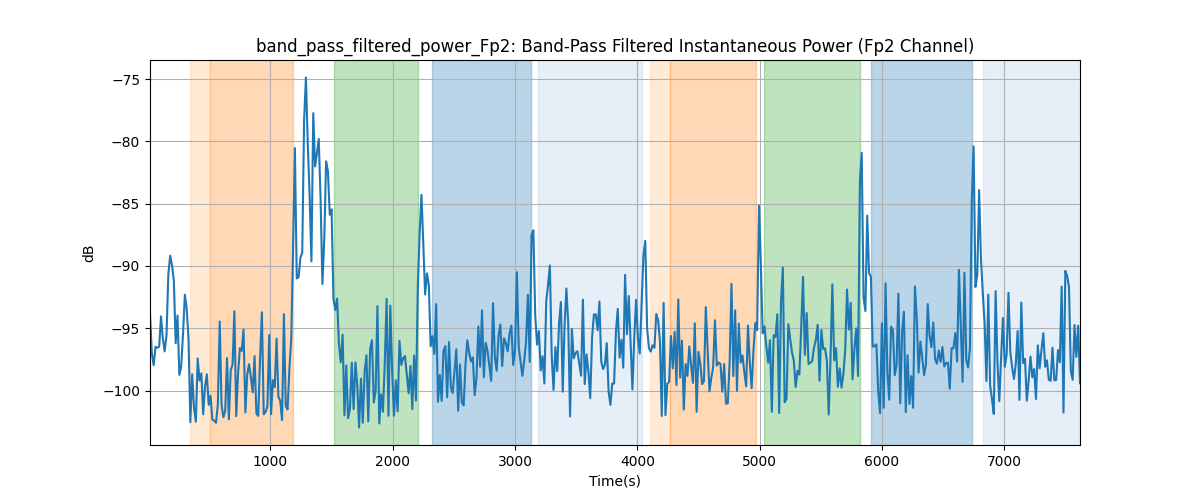 band_pass_filtered_power_Fp2: Band-Pass Filtered Instantaneous Power (Fp2 Channel)
−75
−80
−85
−90
−95
−100
dB
1000 2000 3000 4000 5000 6000 7000
Time(s)